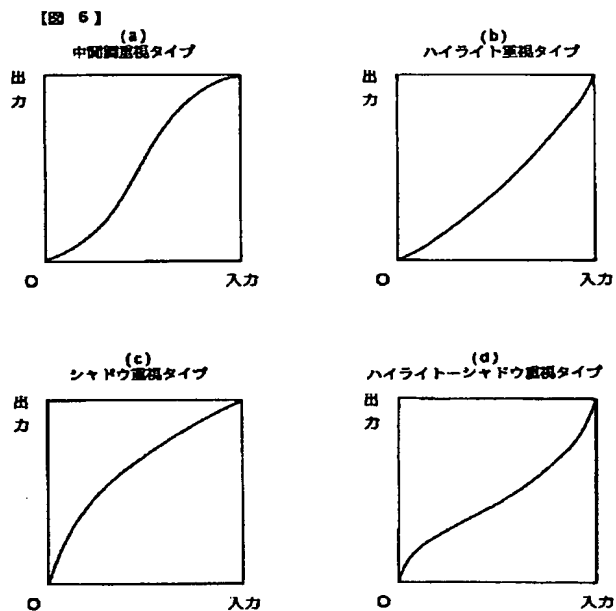 【図 6】
(a)
中間調重視タイプ
出力
O
入力
(b)
ハイライト重視タイプ
出力
O
入力
(c)
シャドウ重視タイプ
出力
O
入力
(d)
ハイライトーシャドウ重視タイプ
出力
O
入力